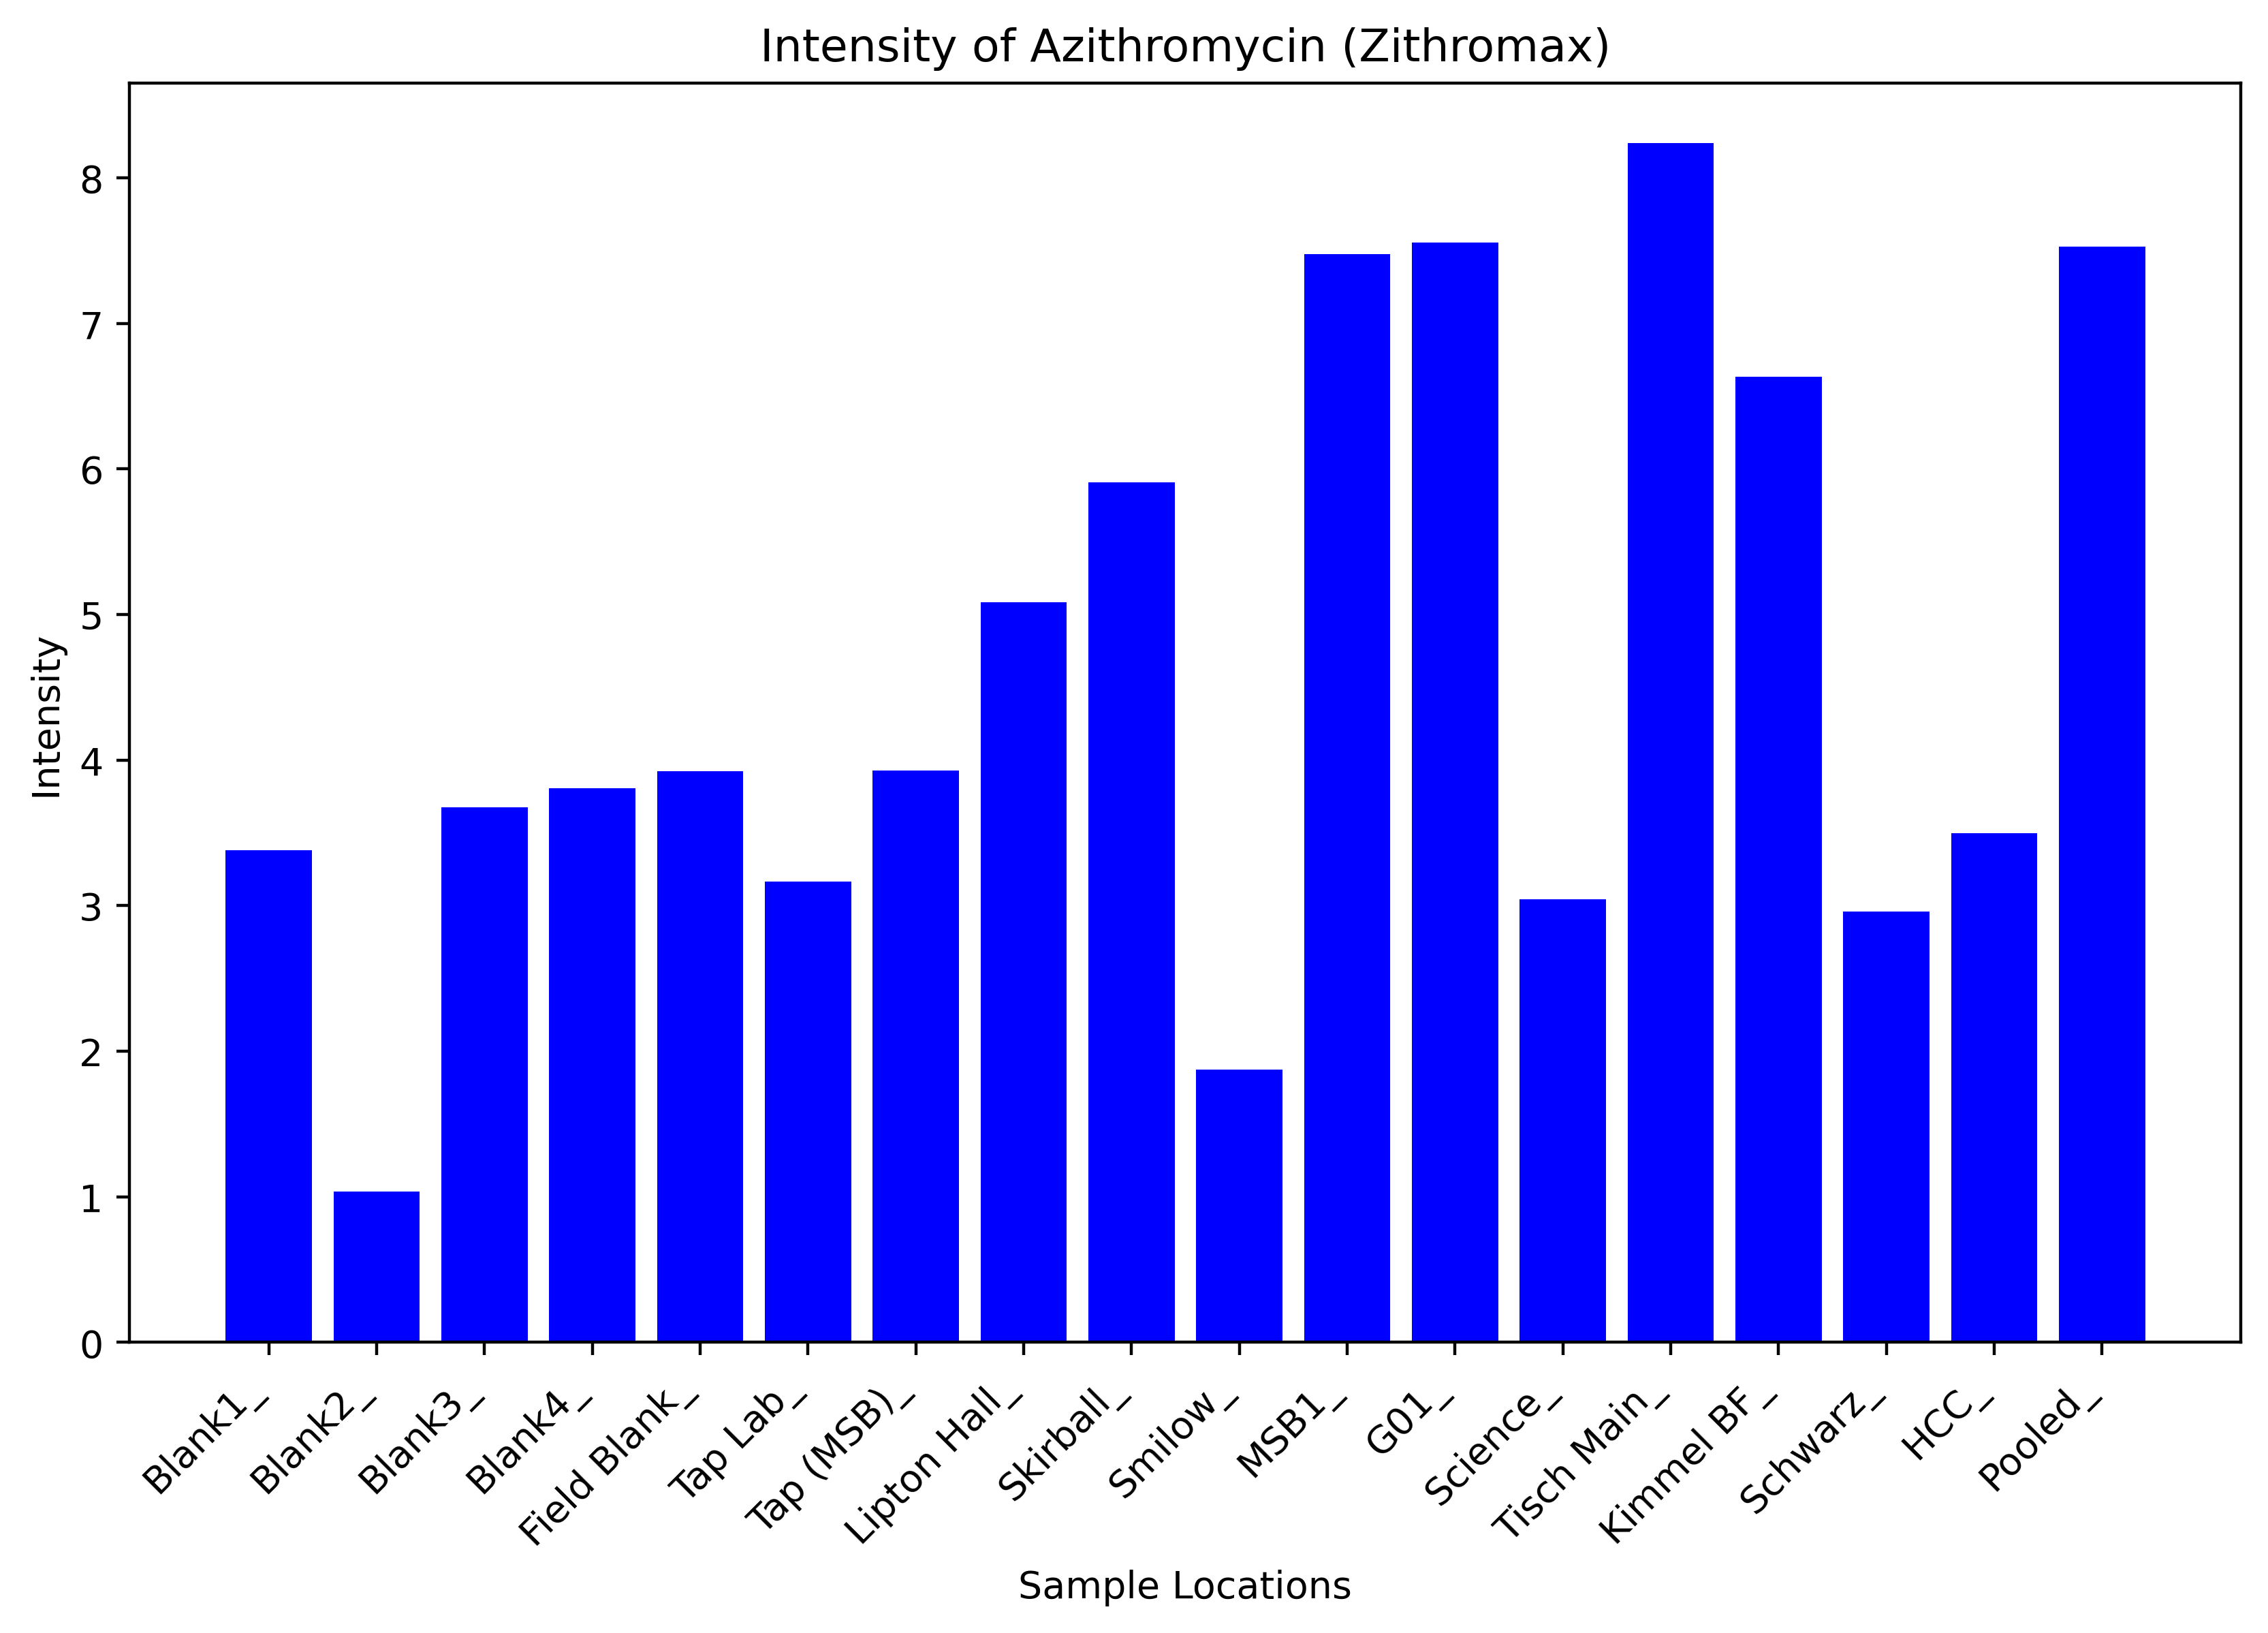 Intensity of Azithromycin (Zithromax)
8
7
6
5
4
3
2
1
0
Intensity
Blank1_
Blank2_
Blank3_
Blank4_
Field Blank_
Tap Lab_
Tap (MSB)_
Lipton Hall_
Skirball_
Smilow_
MSB1_
G01_
Science_
Tisch Main_
Kimmel BF_
Schwarz_
HCC_
Pooled_
Sample Locations